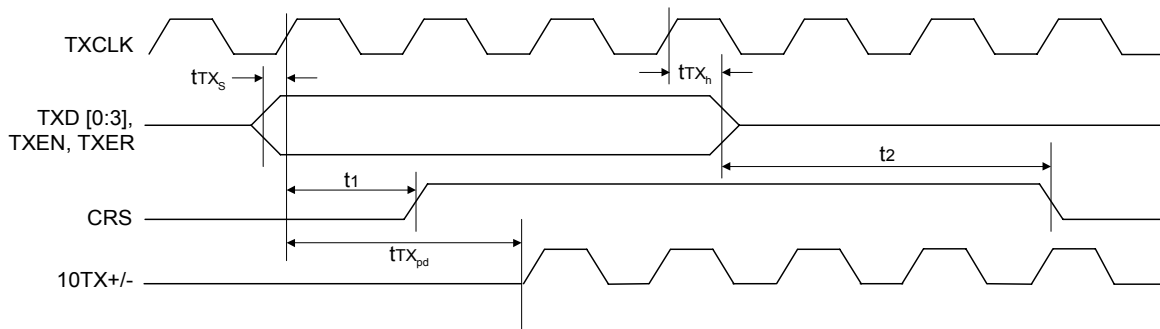 TXCLK
tTXS
tTXh
TXD [0:3],
TXEN, TXER
t1
t2
CRS
tTXpd
10TX+/-